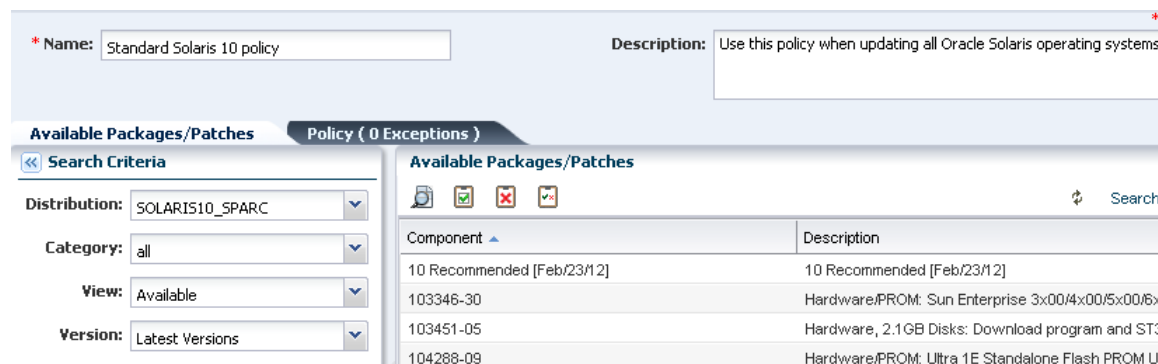 *
* Name: Standard Solaris 10 policy
Description: Use this policy when updating all Oracle Solaris operating systems
Available Packages/Patches
Policy ( 0 Exceptions )
Search Criteria
Distribution: SOLARIS10_SPARC
Category: all
View: Available
Version: Latest Versions
Available Packages/Patches
Search
Component Description
10 Recommended [Feb/23/12] 10 Recommended [Feb/23/12]
103346-30 Hardware/PROM: Sun Enterprise 3x00/4x00/5x00/6x
103451-05 Hardware, 2.1GB Disks: Download program and ST3
104288-09 Hardware/PROM: Ultra 1E Standalone Flash PROM U